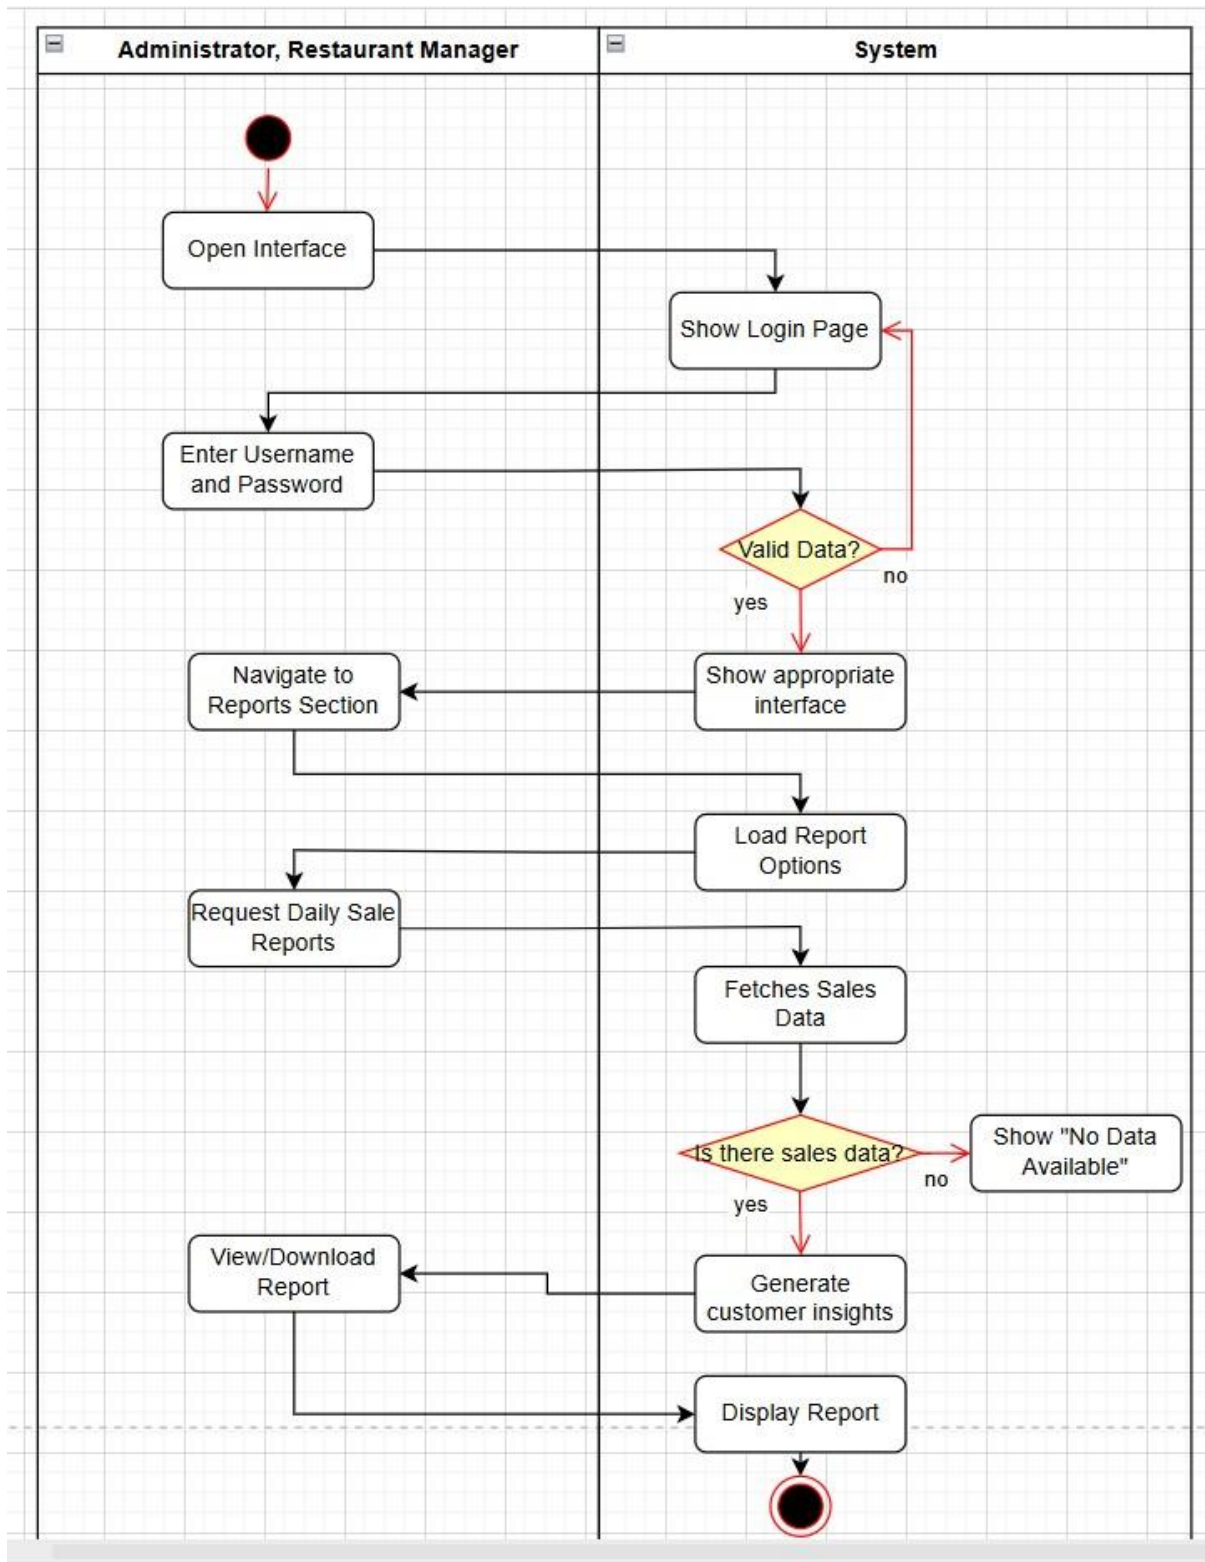 Administrator, Restaurant Manager
System
Open Interface
Show Login Page
Enter Username
and Password
Valid Data?
no
yes
Navigate to
Reports Section
Show appropriate
interface
Load Report
Options
Request Daily Sale
Reports
Fetches Sales
Data
Is there sales data?
no
Show "No Data
Available"
yes
View/Download
Report
Generate
customer insights
Display Report